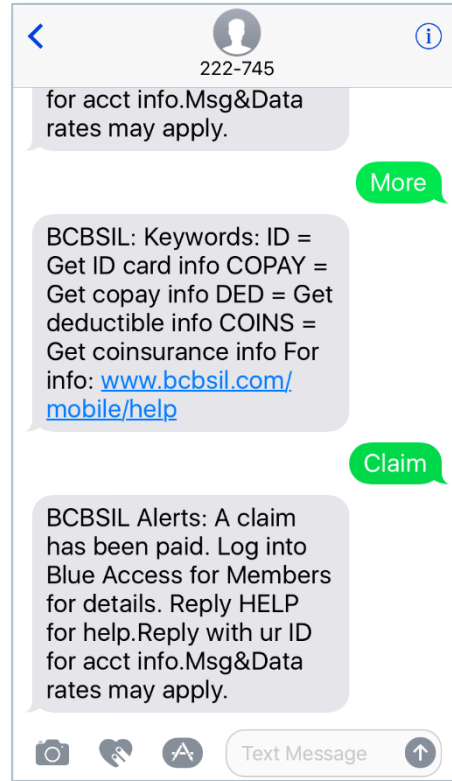 222-745
for acct info.Msg&Data
rates may apply.
More
BCBSIL: Keywords: ID =
Get ID card info COPAY =
Get copay info DED = Get
deductible info COINS =
Get coinsurance info For
info: www.bcbsil.com/
mobile/help
Claim
BCBSIL Alerts: A claim
has been paid. Log into
Blue Access for Members
for details. Reply HELP
for help.Reply with ur ID
for acct info.Msg&Data
rates may apply.
Text Message